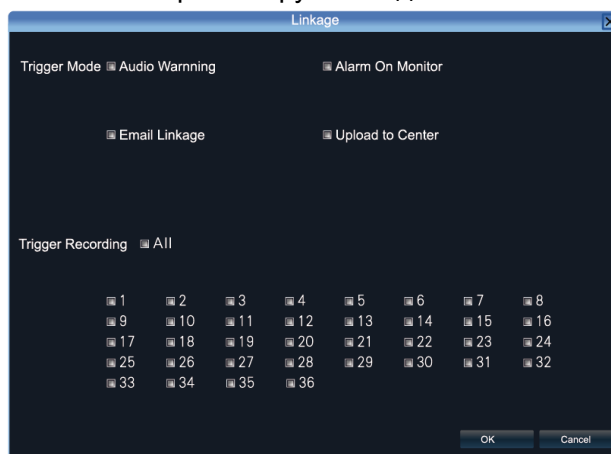 Linkage
Trigger Mode Audio Warnning Alarm On Monitor
Email Linkage Upload to Center
Trigger Recording All
1 2 3 4 5 6 7 8
9 10 11 12 13 14 15 16
17 18 19 20 21 22 23 24
25 26 27 28 29 30 31 32
33 34 35 36
OK Cancel